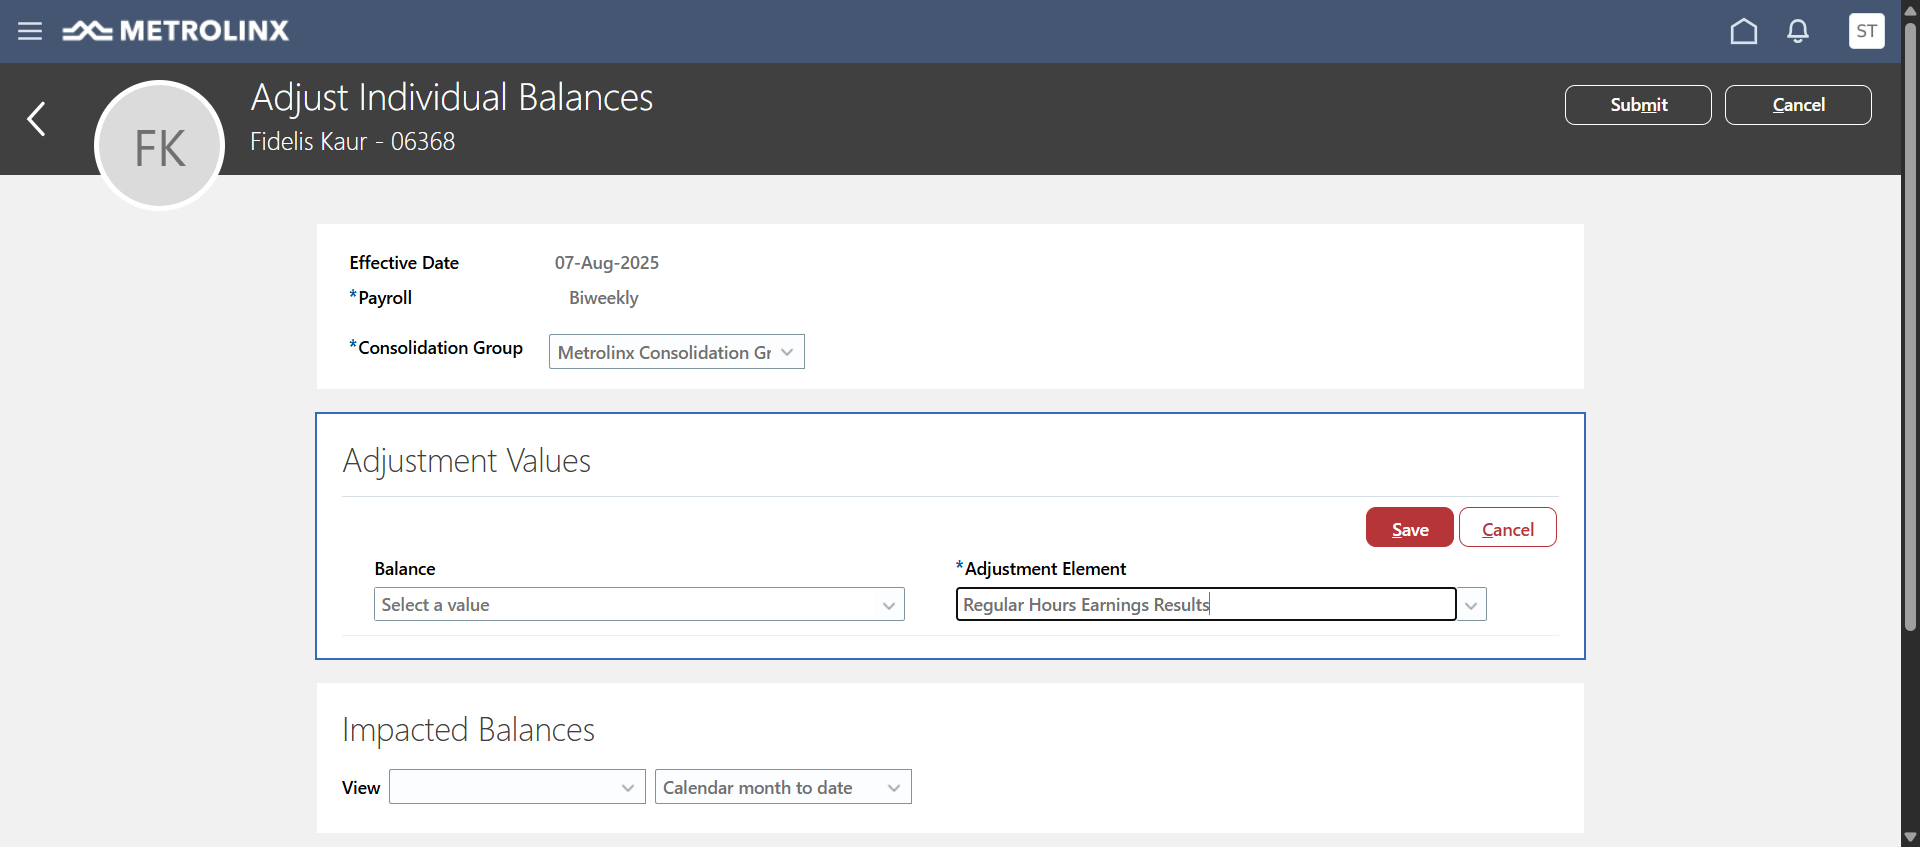 METROLINX
ST
Adjust Individual Balances
Submit
Cancel
FK
Fidelis Kaur - 06368
Effective Date 07-Aug-2025
*Payroll Biweekly
*Consolidation Group Metrolinx Consolidation Gr
Adjustment Values
Save Cancel
Balance *Adjustment Element
Select a value Regular Hours Earnings Results
Impacted Balances
View Calendar month to date